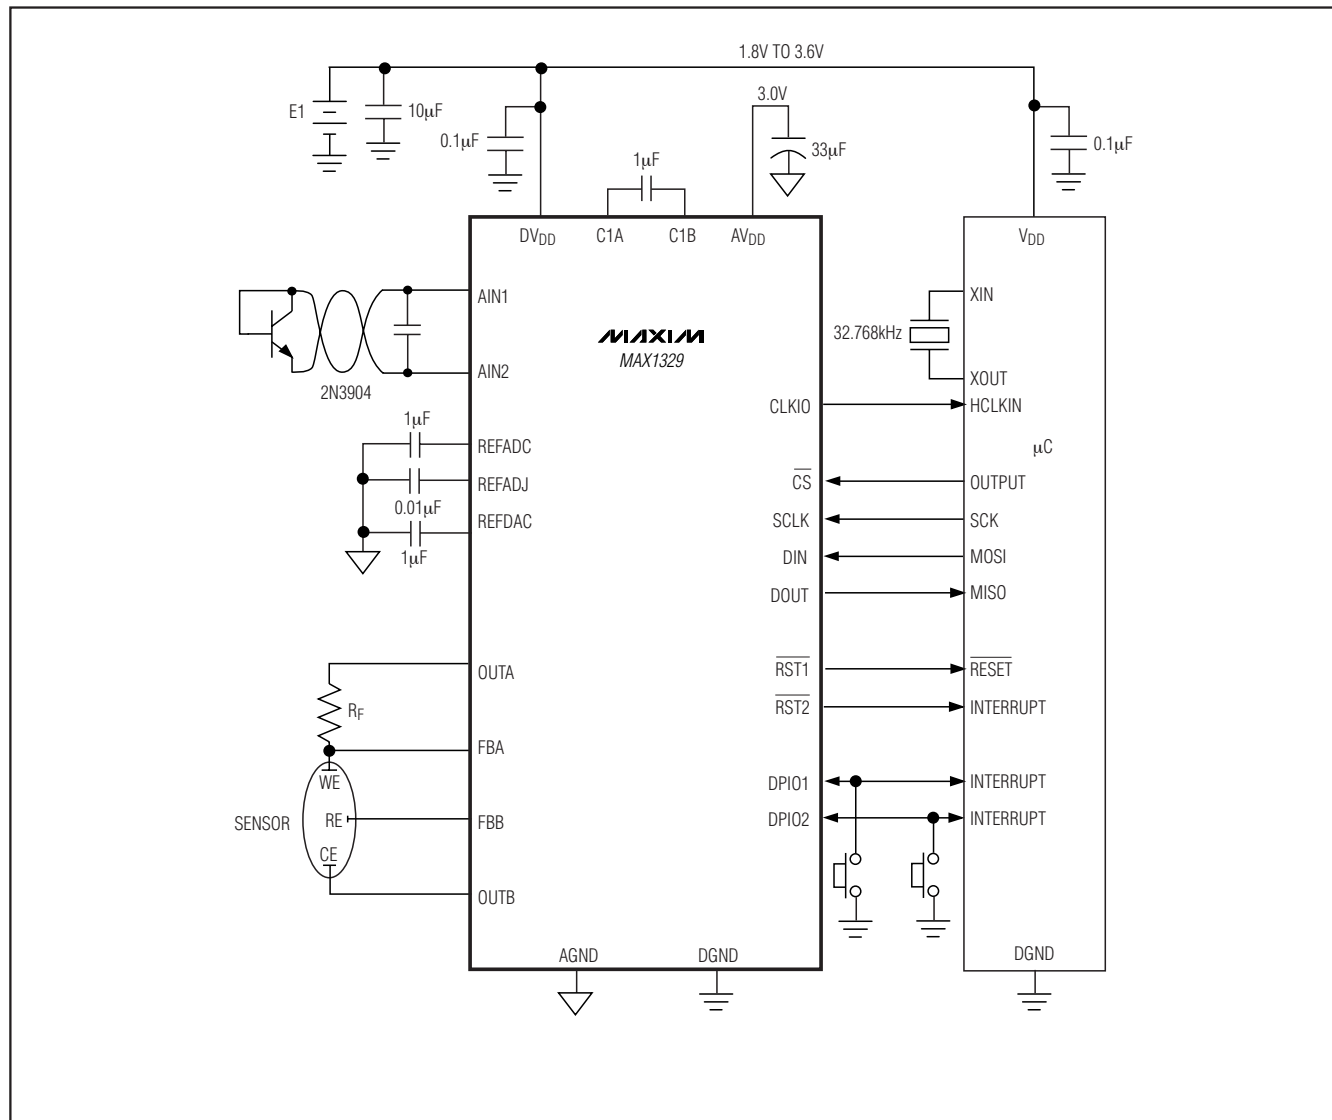 1.8V TO 3.6V
E1
10μF
0.1μF
3.0V
33μF
1μF
0.1μF
DVDD
C1A
C1B
AVDD
VDD
AIN1
AIN2
2N3904
MAXIM
MAX1329
XIN
32.768kHz
XOUT
CLKIO
HCLKIN
μC
1μF
REFADC
REFADJ
0.01μF
REFDAC
1μF
CS
OUTPUT
SCLK
SCK
DIN
MOSI
DOUT
MISO
OUTA
RF
FBA
WE
SENSOR
RE
FBB
CE
OUTB
RST1
RESET
RST2
INTERRUPT
DPIO1
INTERRUPT
DPIO2
INTERRUPT
AGND
DGND
DGND